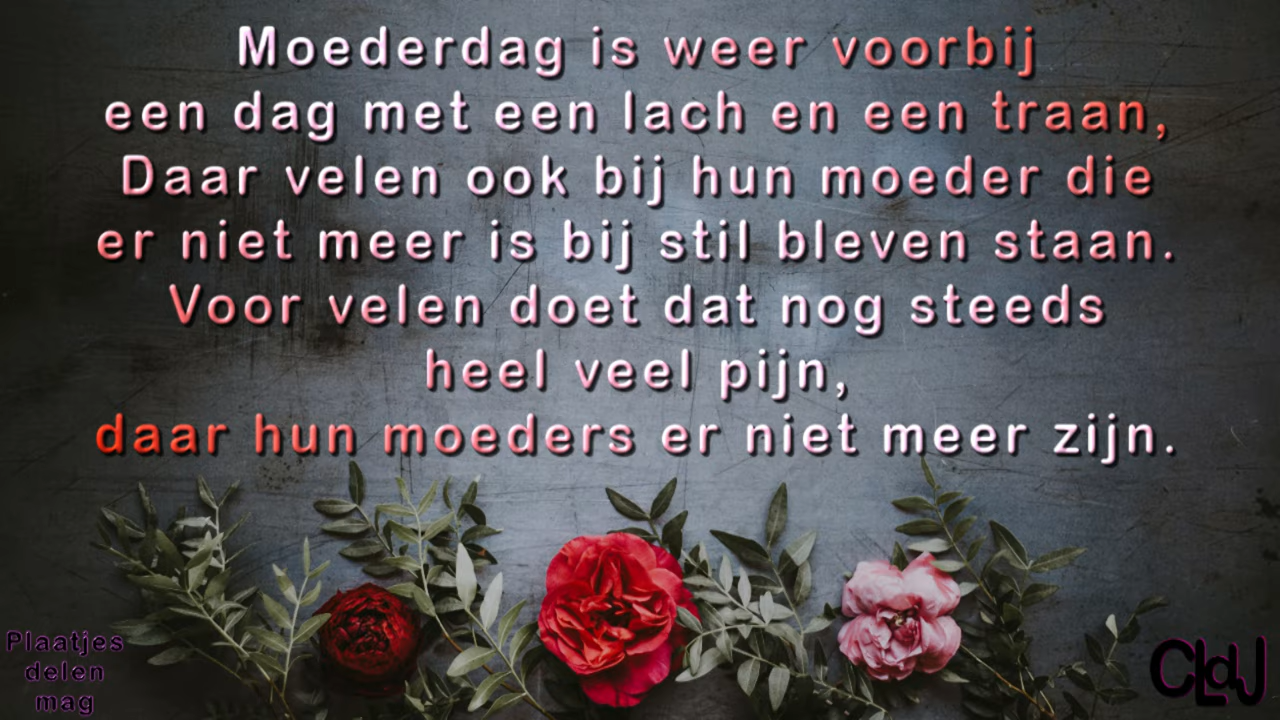 Moederdag is weer voorbij
een dag met een lach en een traan,
Daar velen ook bij hun moeder die
er niet meer is bij stil bleven staan.
Voor velen doet dat nog steeds
heel veel pijn,
daar hun moeders er niet meer zijn.
Plaatjes
delen
mag
CLdJ